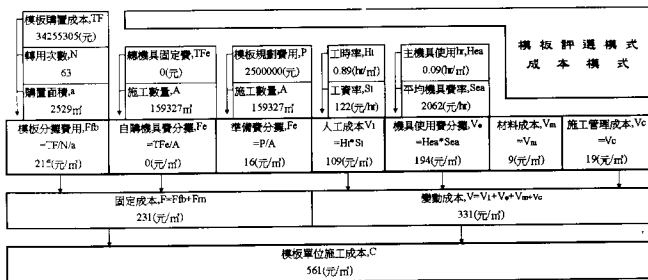 模板購置成本,TF
34255305(元)
轉用次數,N
63
購置面積,a
2529㎡
總機具固定費,TFe
0(元)
施工數量,A
159327㎡
模板規劃費用,P
2500000(元)
施工數量,A
159327㎡
工時率,Ht
0.89(hr/㎡)
工資率,St
122(元/hr)
主機具使用hr,Hea
0.09(hr/㎡)
平均機具費率,Sea
2062(元/hr)
模板評選模式
成本模式
模板分攤費用,Ffb
=TF/N/a
(元/㎡)
自購機具費分攤,Fe
=TFe/A
0(元/㎡)
準備費分攤,Fe
=P/A
16(元/㎡)
人工成本V1
=Ht*St
109(元/㎡)
機具使用費分攤,Ve
=Hea*Sea
194(元/㎡)
材料成本,Vm
=Vm
9(元/㎡)
施工管理成本,Vc
=Vc
19(元/㎡)
固定成本,F=Ffb+Fm
231(元/㎡)
變動成本,V=V1+Ve+Vm+vc
331(元/㎡)
模板單位施工成本,C
561(元/㎡)